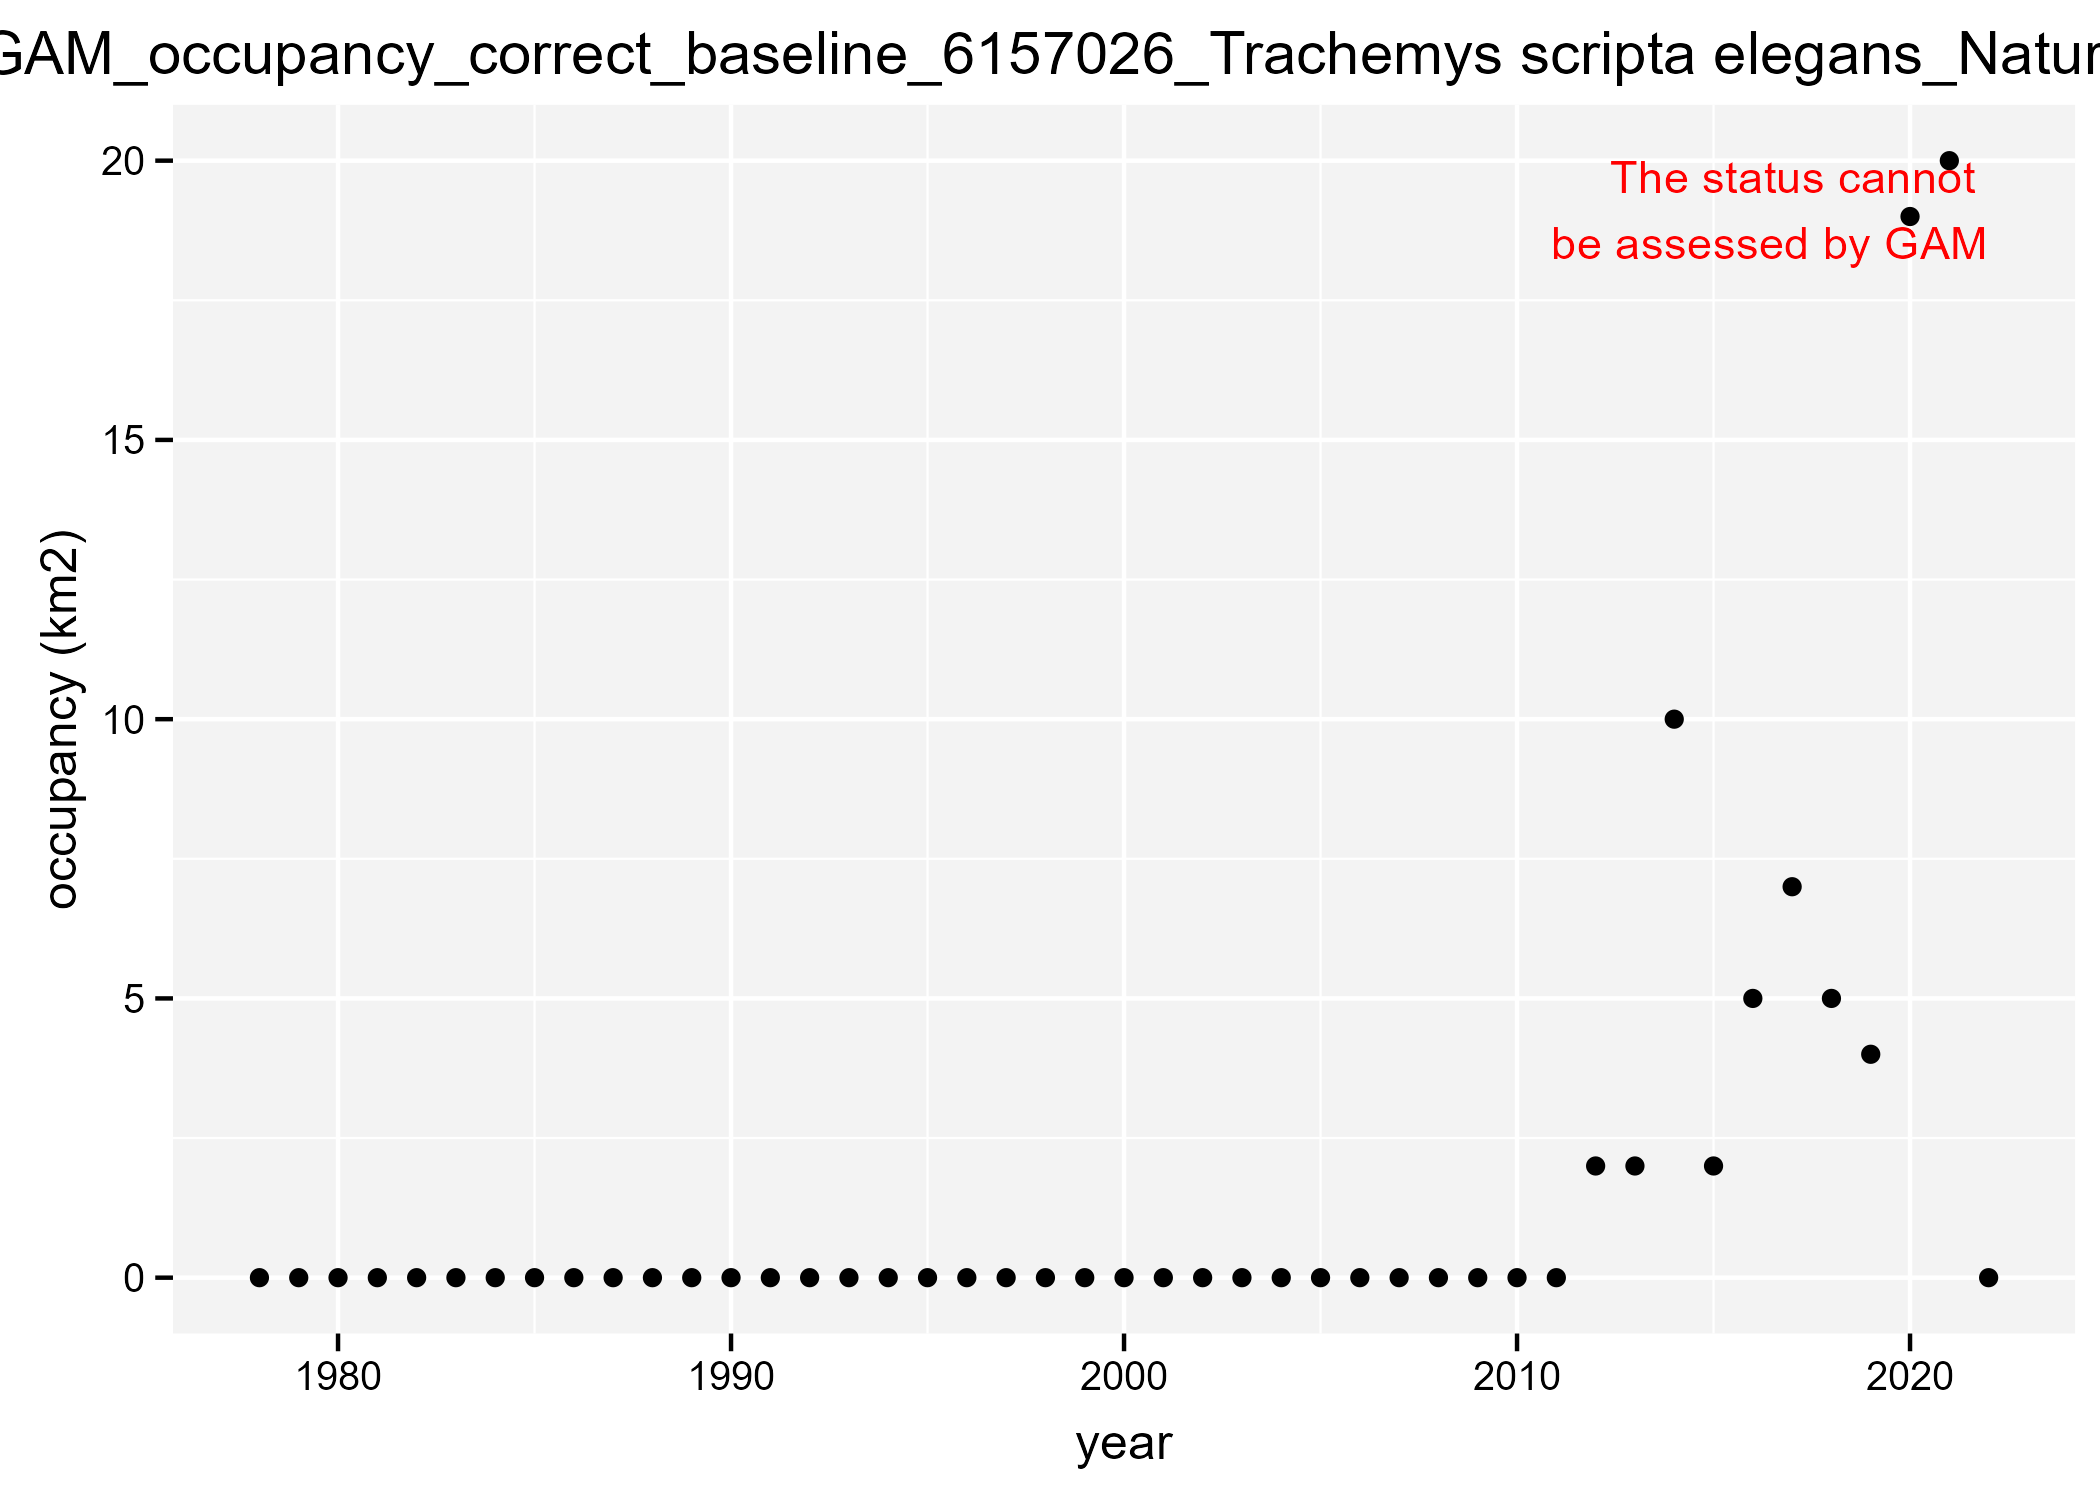 GAM_occupancy_correct_baseline_6157026_Trachemys scripta elegans_Natur
20
The status cannot
be assessed by GAM
15
10
occupancy (km2)
5
0
1980 1990 2000 2010 2020
year